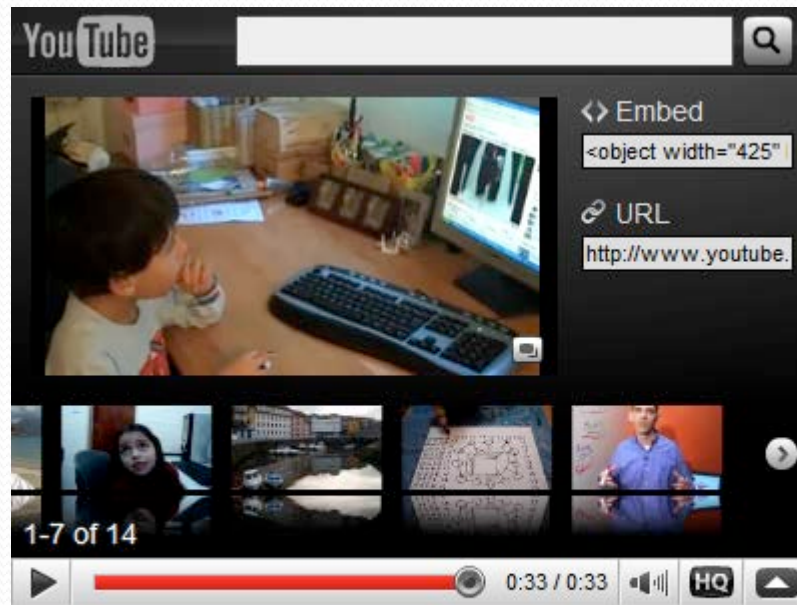 YouTube
Embed
<object width="425"
URL
http://www.youtube.
1-7 of 14
0:33 / 0:33
HQ